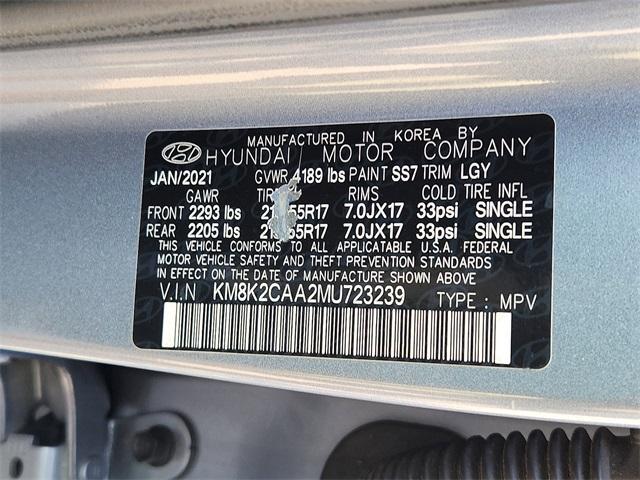 MANUFACTURED IN KOREA BY
HYUNDAI MOTOR COMPANY
JAN/2021 GVWR 4189 lbs PAINT SS7 TRIM LGY
GAWR RIMS COLD TIRE INFL
FRONT 2293 lbs 7.0JX17 33psi SINGLE
REAR 2205 lbs 7.0JX17 33psi SINGLE
THIS VEHICLE CONFORMS TO ALL APPLICABLE U.S.A. FEDERAL
MOTOR VEHICLE SAFETY AND THEFT PREVENTION STANDARDS
IN EFFECT ON THE DATE OF MANUFACTURE SHOWN ABOVE
V.I.N KM8K2CAA2MU723239 TYPE : MPV